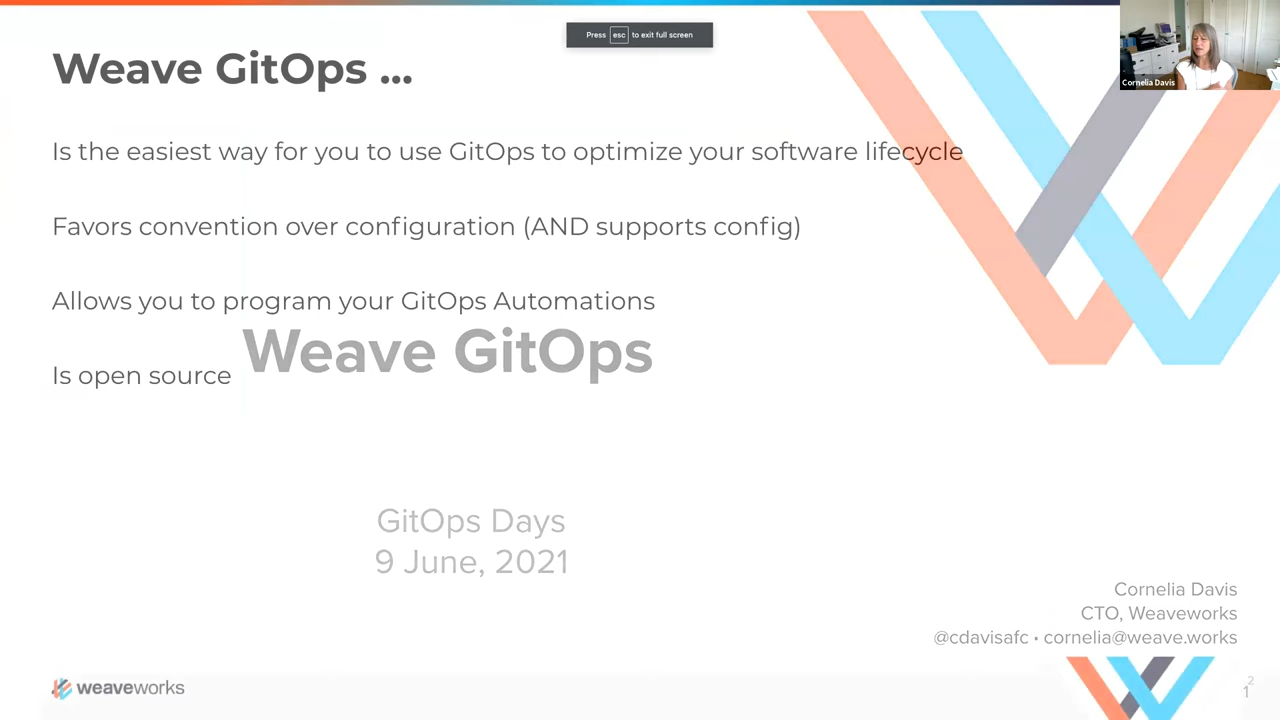 Press esc to exit full screen
Cornelia Davis
Weave GitOps ...
Is the easiest way for you to use GitOps to optimize your software lifecycle
Favors convention over configuration (AND supports config)
Allows you to program your GitOps Automations
Weave GitOps
Is open source
GitOps Days
9 June, 2021
Cornelia Davis
CTO, Weaveworks
@cdavisafc • cornelia@weave.works
weaveworks
2
1